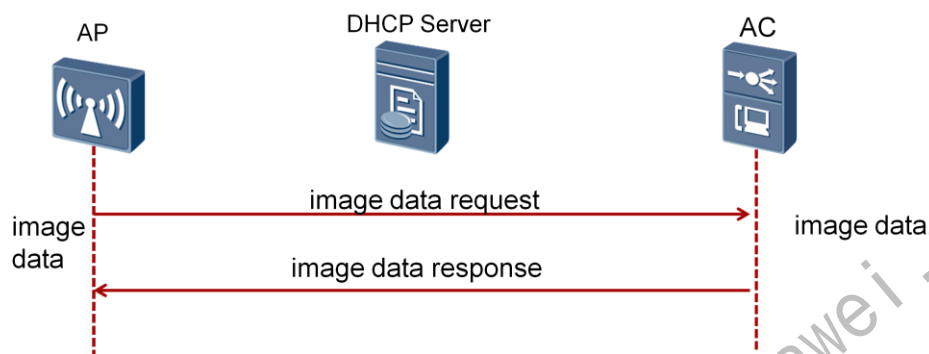 AP
DHCP Server
AC
image data request
image
data
image data
image data response